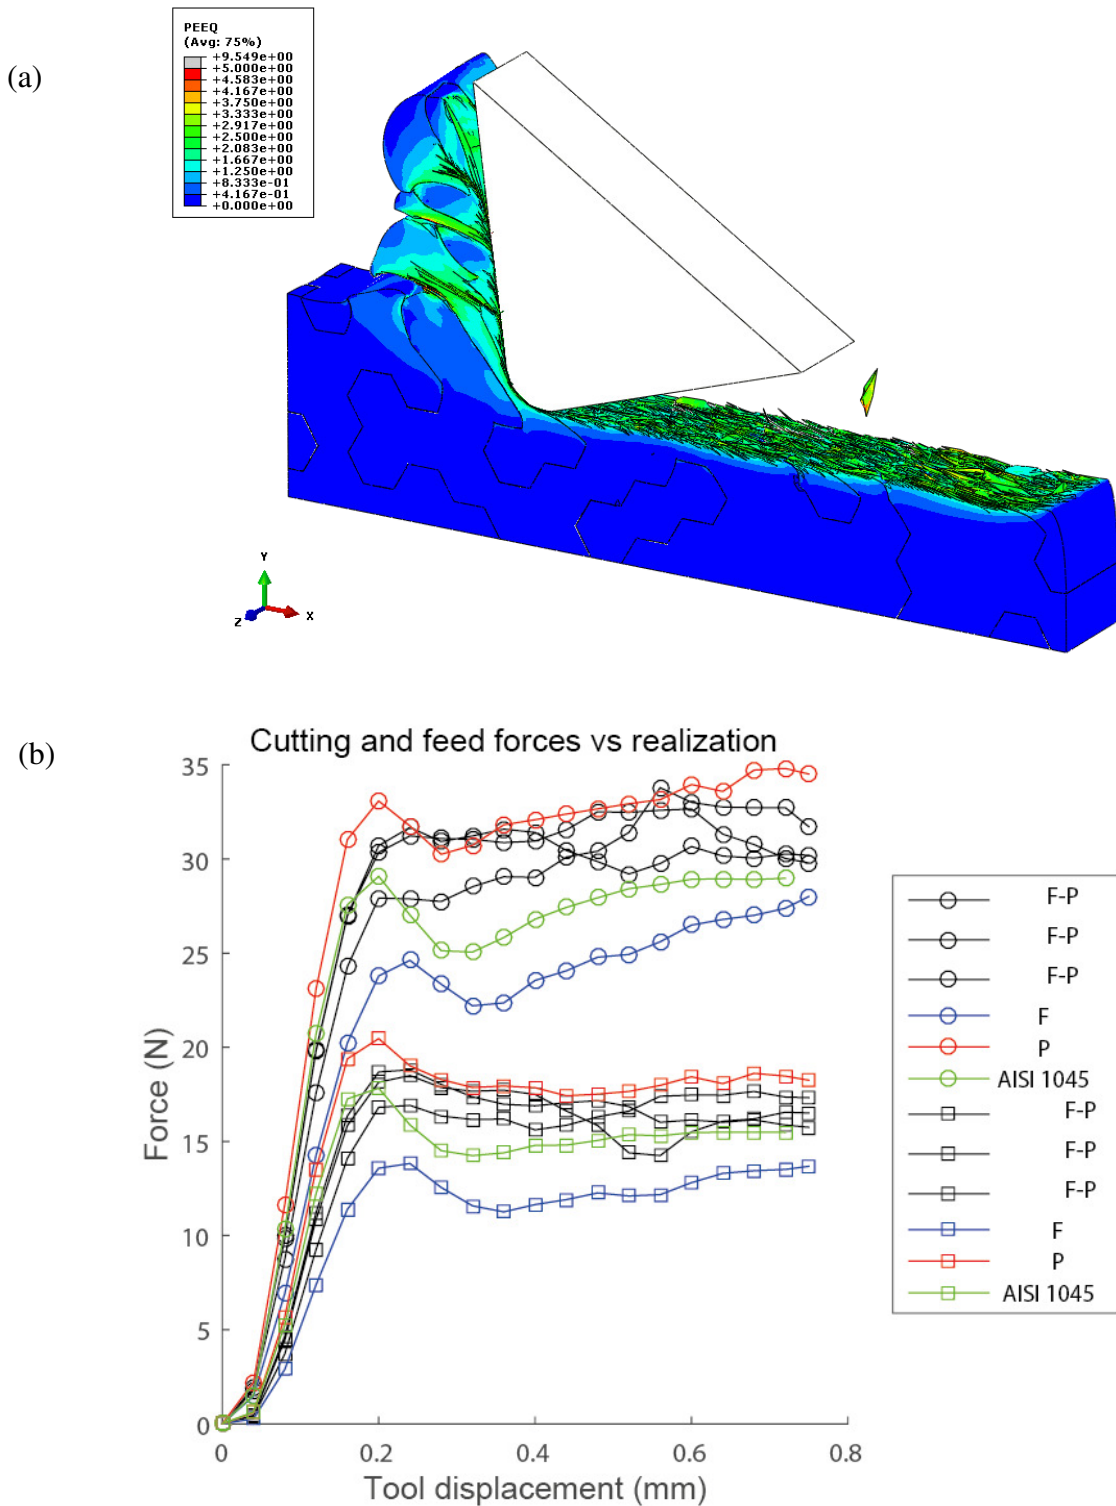 (a)
PEEQ
(Avg: 75%)
+9.549e+00
+5.000e+00
+4.583e+00
+4.167e+00
+3.750e+00
+3.333e+00
+2.917e+00
+2.500e+00
+2.083e+00
+1.667e+00
+1.250e+00
+8.333e-01
+4.167e-01
+0.000e+00
Y
Z
X
(b)
Cutting and feed forces vs realization
35
30
25
20
15
10
5
0
Force (N)
0
0.2
0.4
0.6
0.8
Tool displacement (mm)
F-P
F-P
F-P
F
P
AISI 1045
F-P
F-P
F-P
F
P
AISI 1045